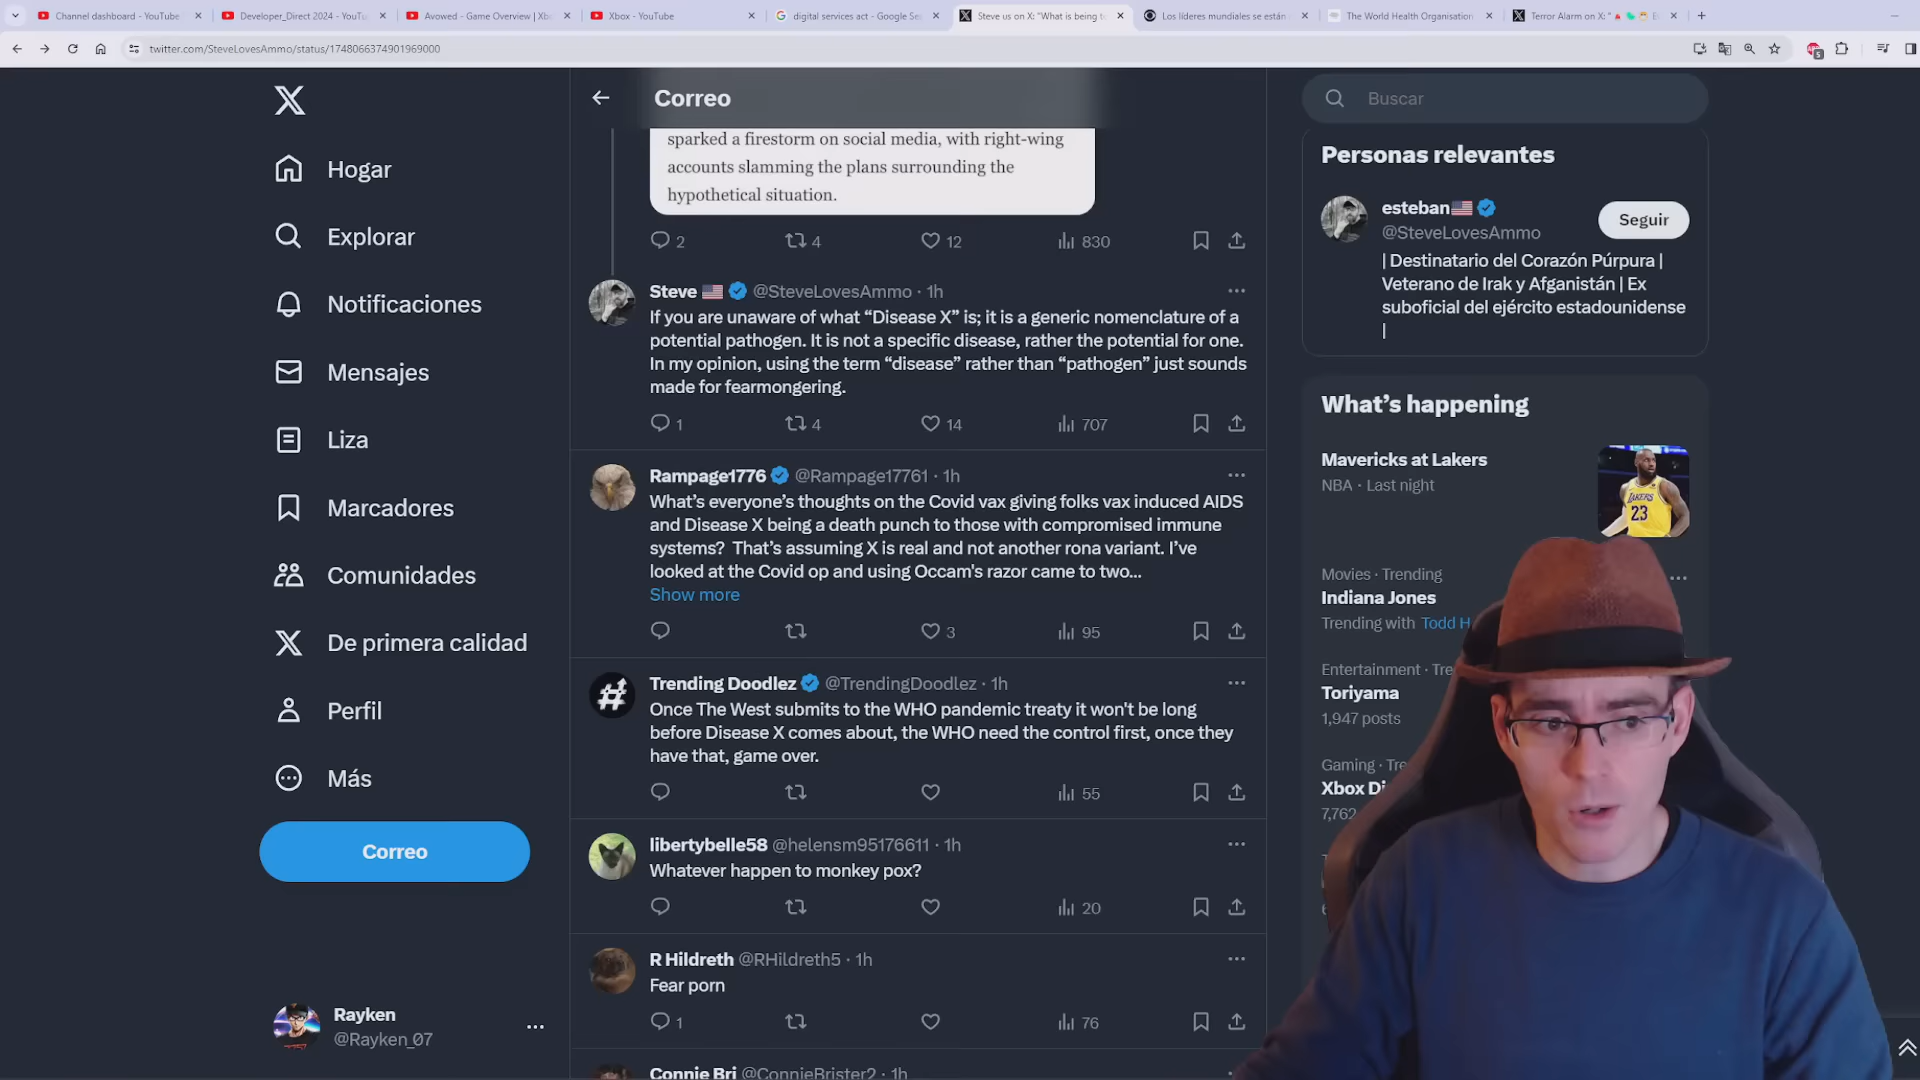 Channel dashboard - YouTube
Developer_Direct 2024 - YouTu
Avowed - Game Overview | Xb
Xbox - YouTube
digital services act - Google Se
Steve us on X: "What is being t
Los líderes mundiales se están
The World Health Organisation
Terror Alarm on X: "
twitter.com/SteveLovesAmmo/status/1748066374901969000
Hogar
Explorar
Notificaciones
Mensajes
Liza
Marcadores
Comunidades
De primera calidad
Perfil
Más
Correo
Rayken
@Rayken_07
Correo
sparked a firestorm on social media, with right-wing
accounts slamming the plans surrounding the
hypothetical situation.
2 4 12 830
Steve @SteveLovesAmmo · 1h
If you are unaware of what “Disease X” is; it is a generic nomenclature of a
potential pathogen. It is not a specific disease, rather the potential for one.
In my opinion, using the term “disease” rather than “pathogen” just sounds
made for fearmongering.
1 4 14 707
Rampage1776 @Rampage17761 · 1h
What’s everyone’s thoughts on the Covid vax giving folks vax induced AIDS
and Disease X being a death punch to those with compromised immune
systems? That’s assuming X is real and not another rona variant. I’ve
looked at the Covid op and using Occam's razor came to two...
Show more
3 95
Trending Doodlez @TrendingDoodlez · 1h
Once The West submits to the WHO pandemic treaty it won't be long
before Disease X comes about, the WHO need the control first, once they
have that, game over.
55
libertybelle58 @helensm95176611 · 1h
Whatever happen to monkey pox?
20
R Hildreth @RHildreth5 · 1h
Fear porn
1 76
Connie Bri @ConnieBrister2 · 1h
Buscar
Personas relevantes
esteban
@SteveLovesAmmo
Seguir
| Destinatario del Corazón Púrpura |
Veterano de Irak y Afganistán | Ex
suboficial del ejército estadounidense
|
What’s happening
Mavericks at Lakers
NBA · Last night
LAKERS
23
Movies · Trending
Indiana Jones
Trending with Todd H
Entertainment · Tre
Toriyama
1,947 posts
Gaming · Tre
Xbox Di
7,762